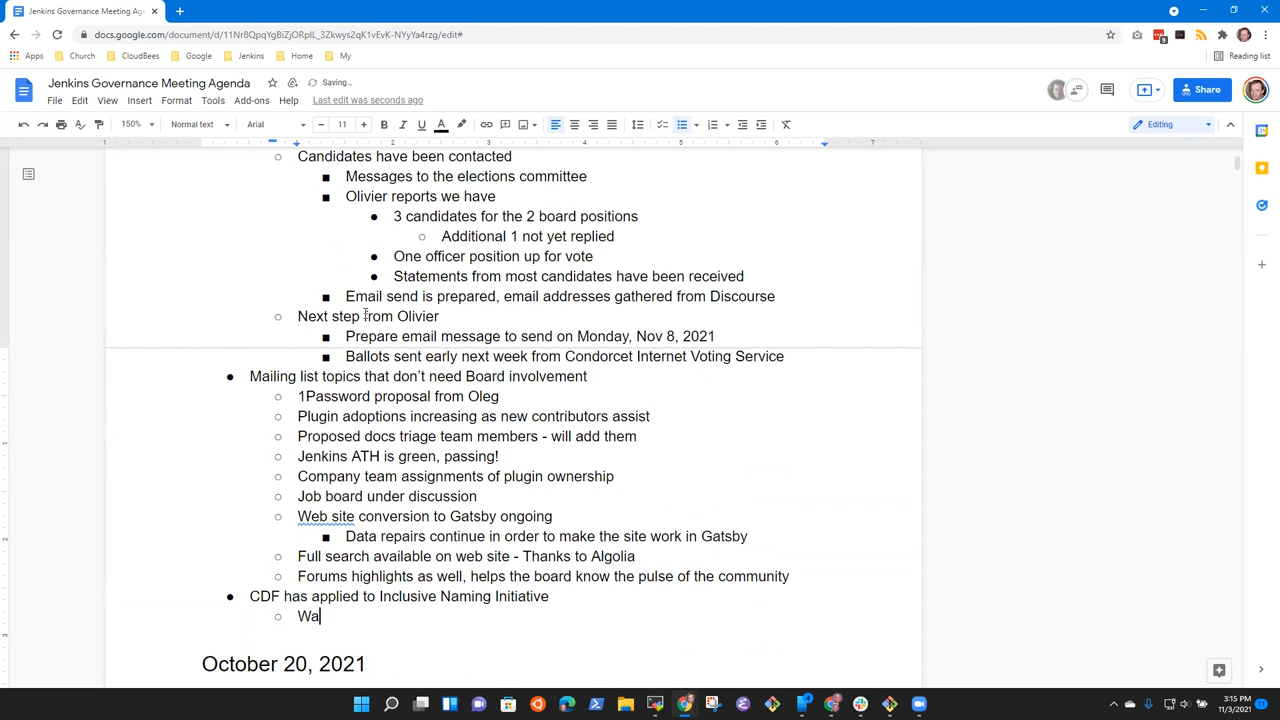 Jenkins Governance Meeting Ag
docs.google.com/document/d/11Nr8QpqYgBiZjORpIL_3Zkwys2qK1vEvK-NYyYa4rzg/edit#
Apps Church CloudBees Google Jenkins Home My Reading list
Jenkins Governance Meeting Agenda Saving...
File Edit View Insert Format Tools Add-ons Help Last edit was seconds ago Share
150% Normal text Arial 11 B I U A Editing
1 1 2 3 4 5 6 7
Candidates have been contacted
Messages to the elections committee
Olivier reports we have
3 candidates for the 2 board positions
Additional 1 not yet replied
One officer position up for vote
Statements from most candidates have been received
Email send is prepared, email addresses gathered from Discourse
Next step from Olivier
Prepare email message to send on Monday, Nov 8, 2021
Ballots sent early next week from Condorcet Internet Voting Service
Mailing list topics that don't need Board involvement
1Password proposal from Oleg
Plugin adoptions increasing as new contributors assist
Proposed docs triage team members - will add them
Jenkins ATH is green, passing!
Company team assignments of plugin ownership
Job board under discussion
Web site conversion to Gatsby ongoing
Data repairs continue in order to make the site work in Gatsby
Full search available on web site - Thanks to Algolia
Forums highlights as well, helps the board know the pulse of the community
CDF has applied to Inclusive Naming Initiative
Wa
October 20, 2021
3:15 PM
11/3/2021